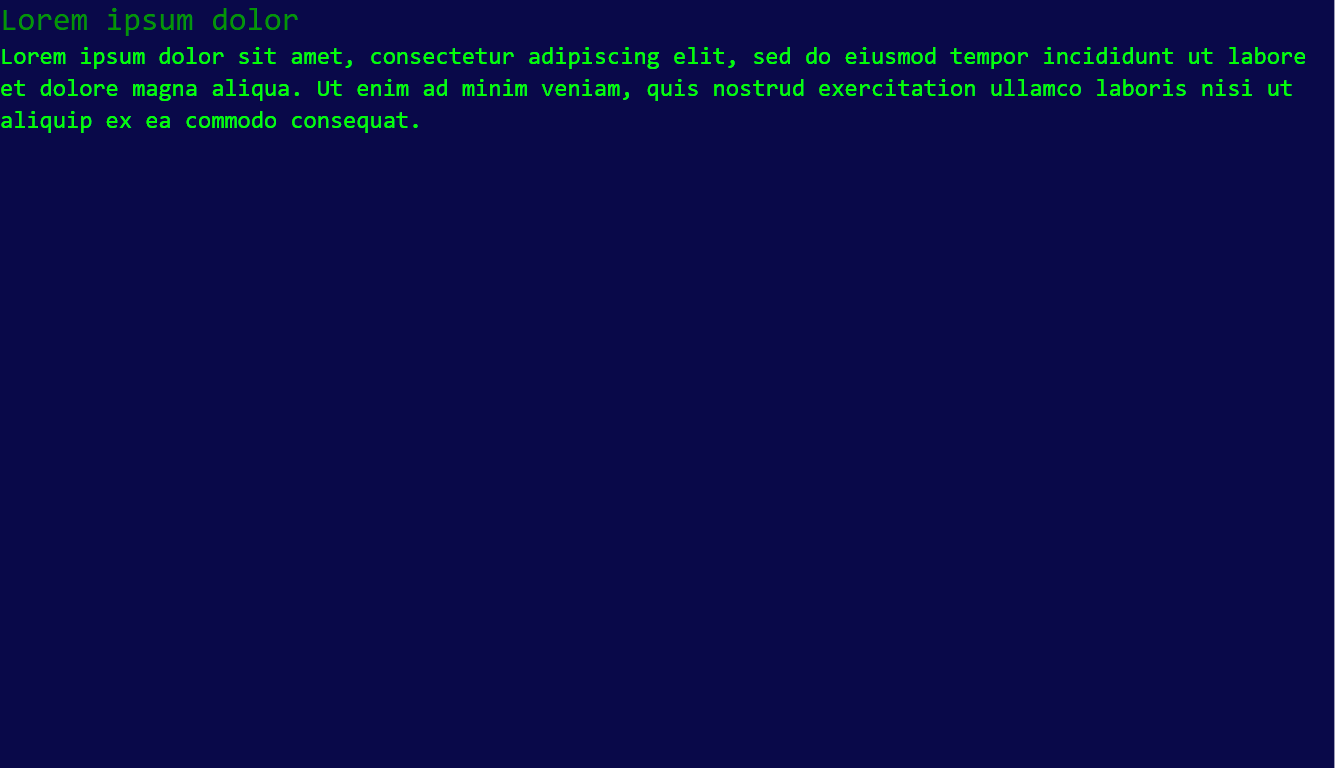 Lorem ipsum dolor
Lorem ipsum dolor sit amet, consectetur adipiscing elit, sed do eiusmod tempor incididunt ut labore
et dolore magna aliqua. Ut enim ad minim veniam, quis nostrud exercitation ullamco laboris nisi ut
aliquip ex ea commodo consequat.